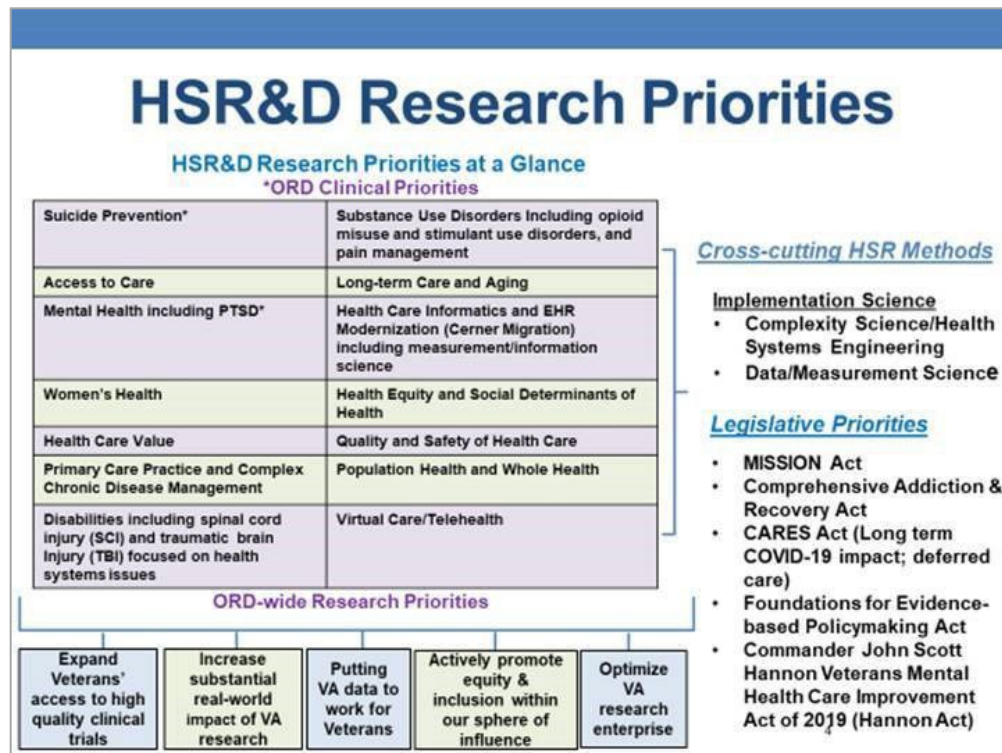 HSR&D Research Priorities
HSR&D Research Priorities at a Glance
*ORD Clinical Priorities
Suicide Prevention*
Substance Use Disorders Including opioid
misuse and stimulant use disorders, and
pain management
Access to Care
Long-term Care and Aging
Mental Health including PTSD*
Health Care Informatics and EHR
Modernization (Cerner Migration)
including measurement/information
science
Women's Health
Health Equity and Social Determinants of
Health
Health Care Value
Quality and Safety of Health Care
Primary Care Practice and Complex
Chronic Disease Management
Population Health and Whole Health
Disabilities including spinal cord
injury (SCI) and traumatic brain
Injury (TBI) focused on health
systems issues
Virtual Care/Telehealth
ORD-wide Research Priorities
Expand
Veterans'
access to high
quality clinical
trials
Increase
substantial
real-world
impact of VA
research
Putting
VA data to
work for
Veterans
Actively promote
equity &
inclusion within
our sphere of
influence
Optimize
VA
research
enterprise
Cross-cutting HSR Methods
Implementation Science
• Complexity Science/Health
Systems Engineering
• Data/Measurement Science
Legislative Priorities
• MISSION Act
• Comprehensive Addiction &
Recovery Act
• CARES Act (Long term
COVID-19 impact; deferred
care)
• Foundations for Evidence-
based Policymaking Act
• Commander John Scott
Hannon Veterans Mental
Health Care Improvement
Act of 2019 (Hannon Act)
4